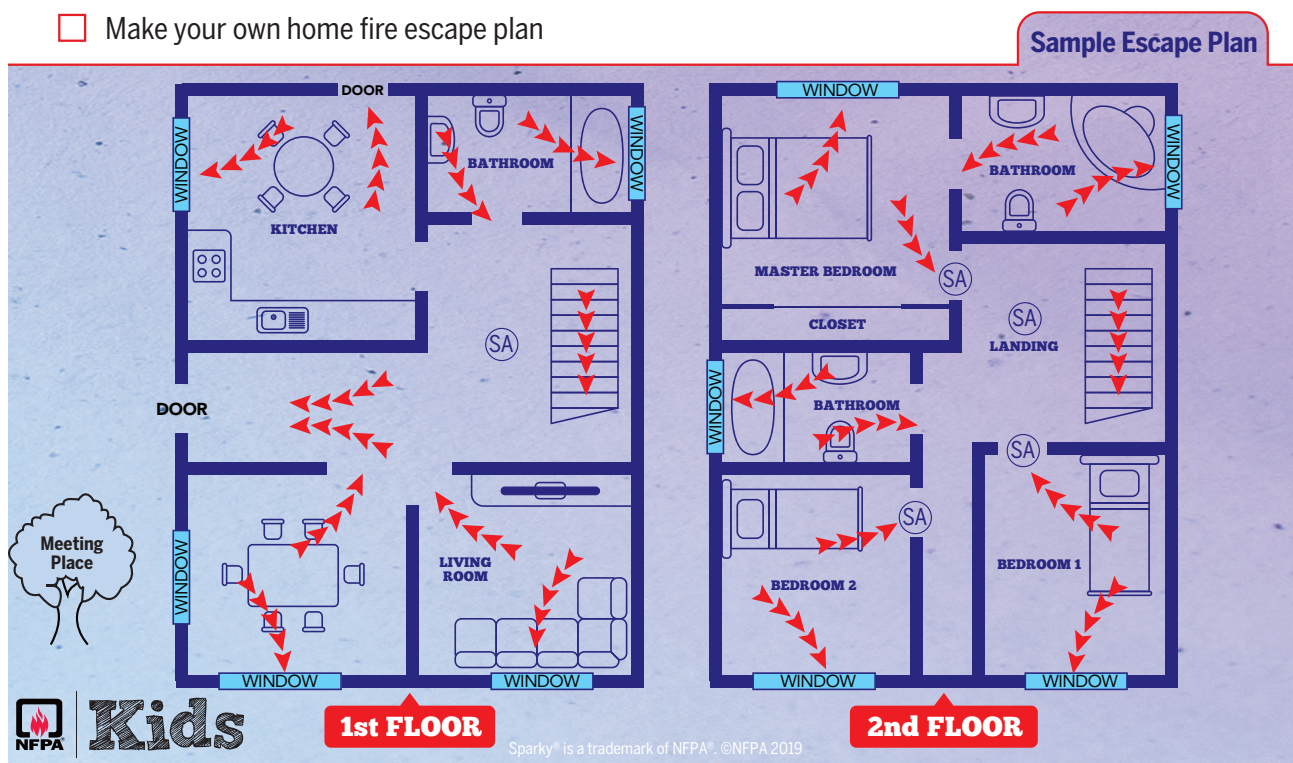 Make your own home fire escape plan
Sample Escape Plan
DOOR
WINDOW
BATHROOM
WINDOW
KITCHEN
SA
DOOR
WINDOW
LIVING
ROOM
WINDOW
WINDOW
1st FLOOR
WINDOW
BATHROOM
WINDOW
MASTER BEDROOM
SA
CLOSET
SA
LANDING
WINDOW
BATHROOM
SA
SA
BEDROOM 1
BEDROOM 2
WINDOW
WINDOW
2nd FLOOR
Meeting
Place
NFPA®
Kids
Sparky® is a trademark of NFPA®. ©NFPA 2019